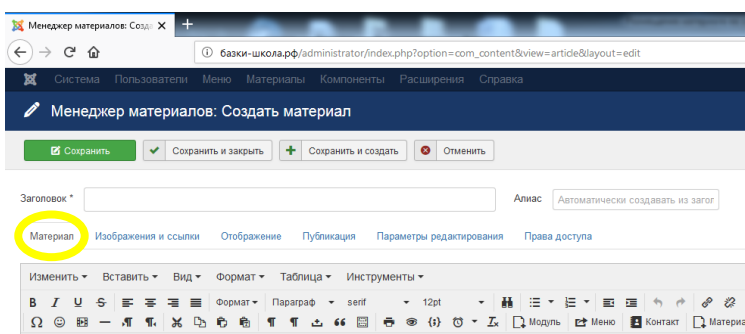 Менеджер материалов: Созда
базки-школа.рф/administrator/index.php?option=com_content&view=article&layout=edit
Система Пользователи Меню Материалы Компоненты Расширения Справка
Менеджер материалов: Создать материал
Сохранить Сохранить и закрыть Сохранить и создать Отменить
Заголовок * Алиас Автоматически создавать из загол
Материал Изображения и ссылки Отображение Публикация Параметры редактирования Права доступа
Изменить Вставить Вид Формат Таблица Инструменты
B I U S Формат Параграф serif 12pt
Модуль Меню Контакт Материа